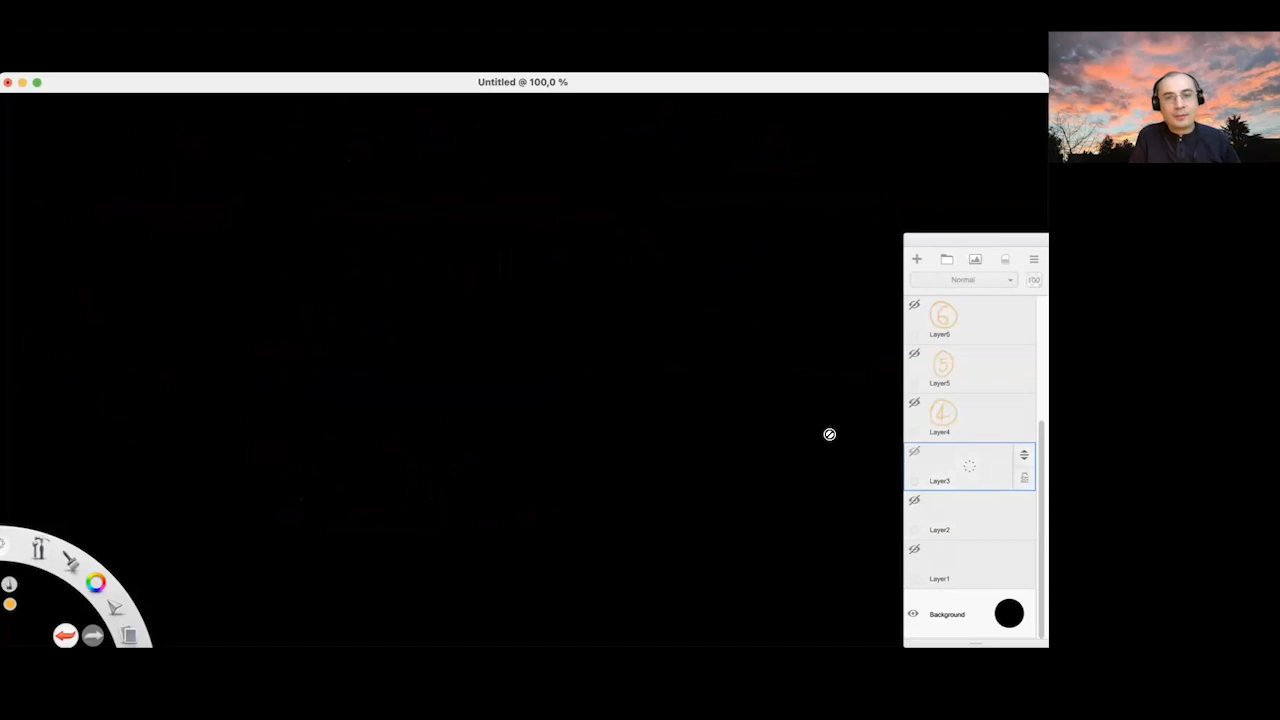 Untitled @ 100,0 %
Normal
100
6
Layer6
5
Layer5
4
Layer4
Layer3
Layer2
Layer1
Background